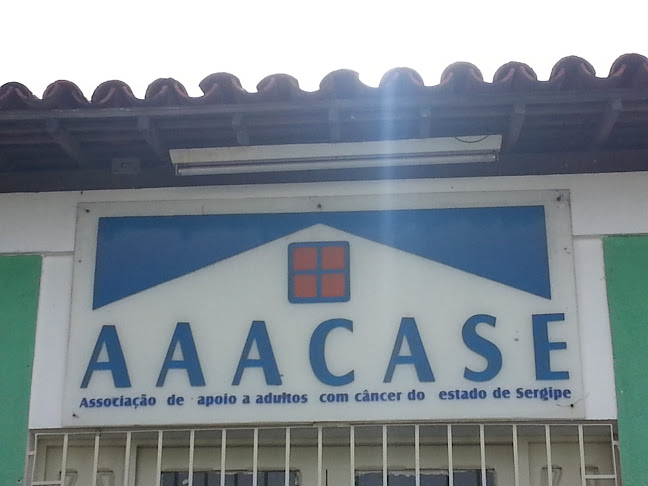 AAACASE
Associação de apoio a adultos com câncer do estado de Sergipe